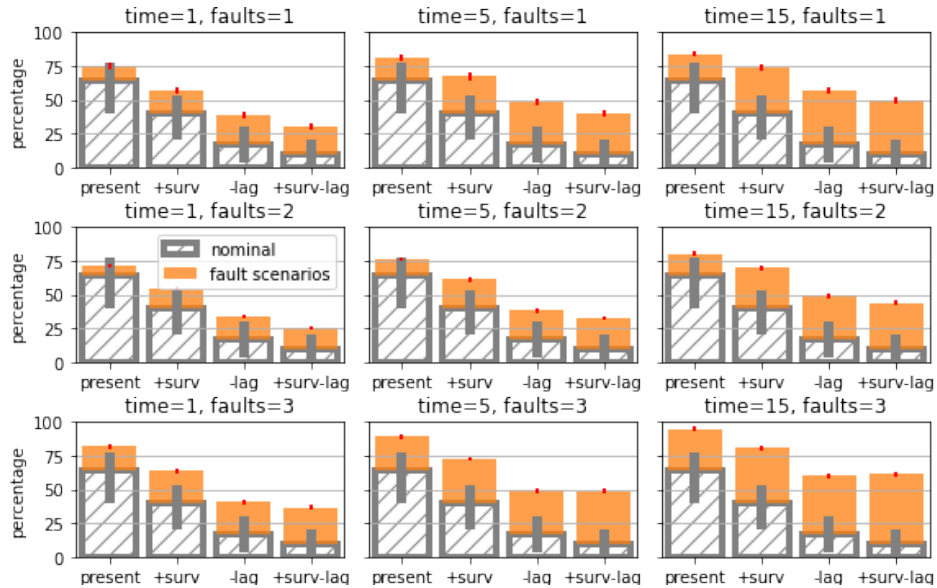 time=1, faults=1 time=5, faults=1 time=15, faults=1
100
75
50
25
0
percentage
present +surv -lag +surv-lag present +surv -lag +surv-lag present +surv -lag +surv-lag
time=1, faults=2 time=5, faults=2 time=15, faults=2
100
75
50
25
0
percentage
nominal
fault scenarios
present +surv -lag +surv-lag present +surv -lag +surv-lag present +surv -lag +surv-lag
time=1, faults=3 time=5, faults=3 time=15, faults=3
100
75
50
25
0
percentage
present +surv -lag +surv-lag present +surv -lag +surv-lag present +surv -lag +surv-lag